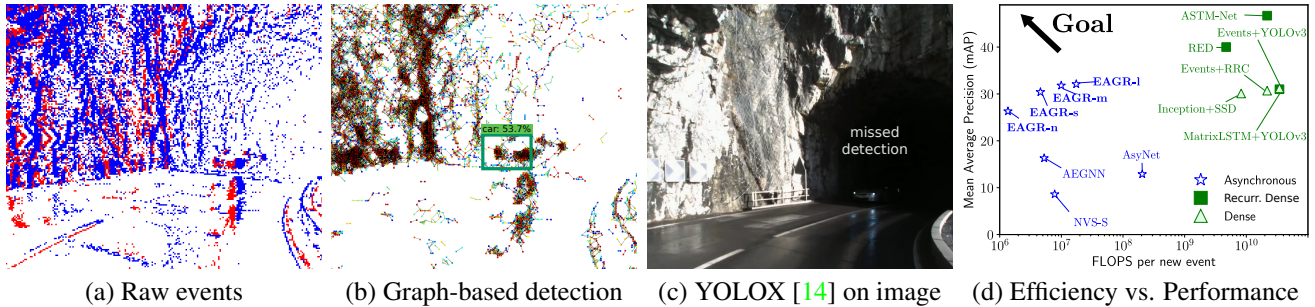 car: 53.7%
missed
detection
Goal
ASTM-Net
Events+YOLOv3
RED
Events+RRC
EAGR-l
EAGR-m
Inception+SSD
EAGR-s
EAGR-n
MatrixLSTM+YOLOv3
AsyNet
AEGNN
NVS-S
Asynchronous
Recurr. Dense
Dense
Mean Average Precision (mAP)
40
30
20
10
0
10^6 10^7 10^8 10^9 10^10
FLOPS per new event
(a) Raw events
(b) Graph-based detection
(c) YOLOX [14] on image
(d) Efficiency vs. Performance